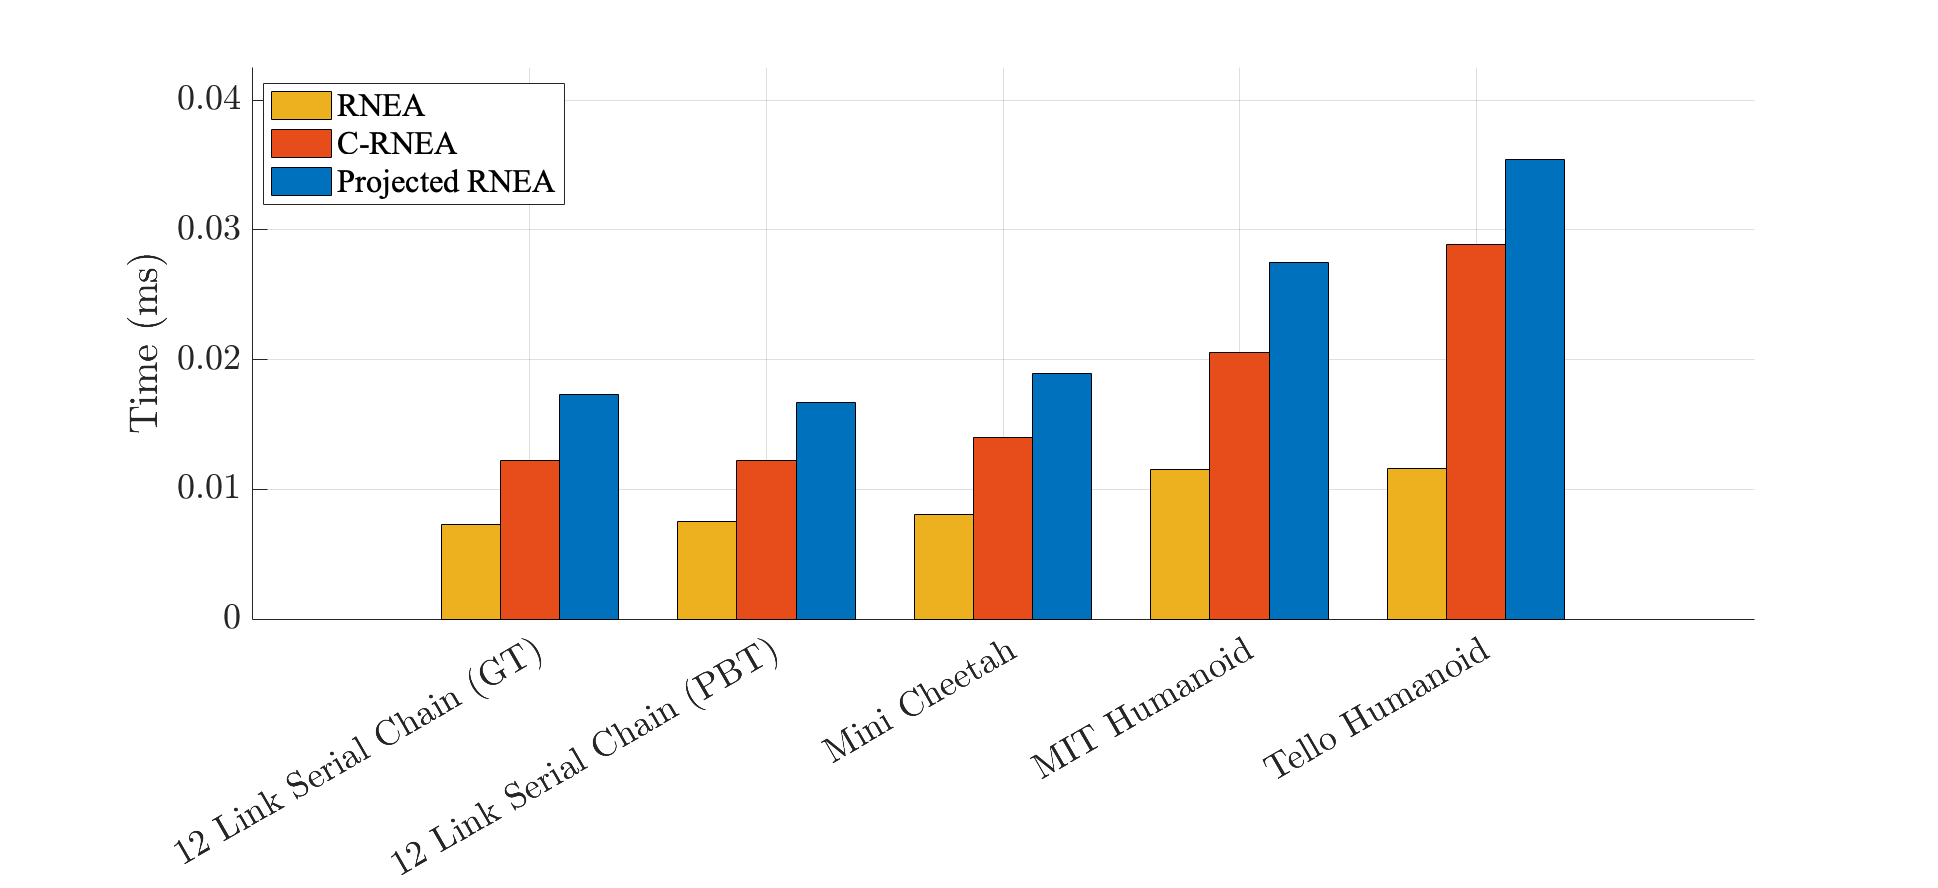 RNEA
C-RNEA
Projected RNEA
Time (ms)
0.04
0.03
0.02
0.01
0
12 Link Serial Chain (GT)
12 Link Serial Chain (PBT)
Mini Cheetah
MIT Humanoid
Tello Humanoid